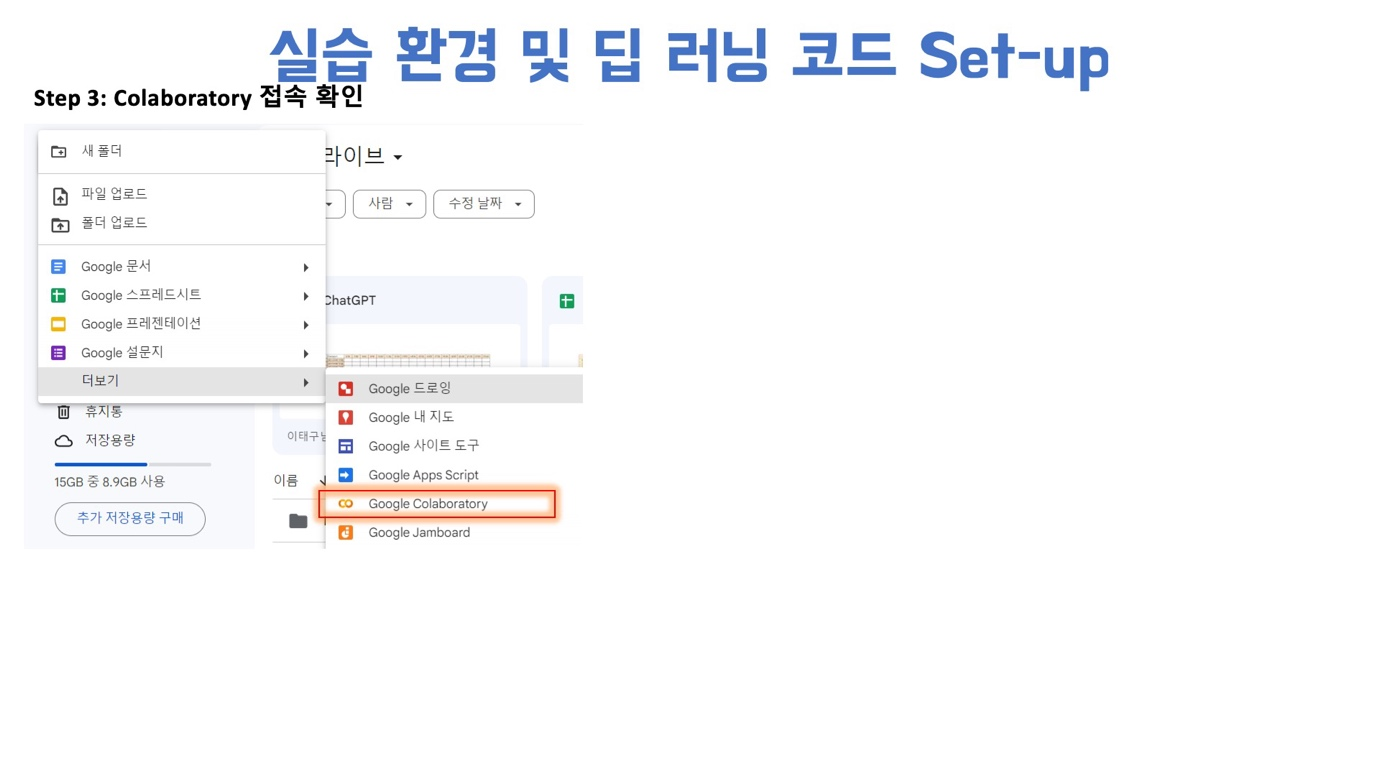 실습 환경 및 딥 러닝 코드 Set-up
Step 3: Colaboratory 접속 확인
새 폴더
파일 업로드
폴더 업로드
Google 문서
Google 스프레드시트
Google 프레젠테이션
Google 설문지
더보기
휴지통
저장용량
15GB 중 8.9GB 사용
추가 저장용량 구매
라이브
사람
수정 날짜
ChatGPT
이태구님
이름
Google 드로잉
Google 내 지도
Google 사이트 도구
Google Apps Script
Google Colaboratory
Google Jamboard